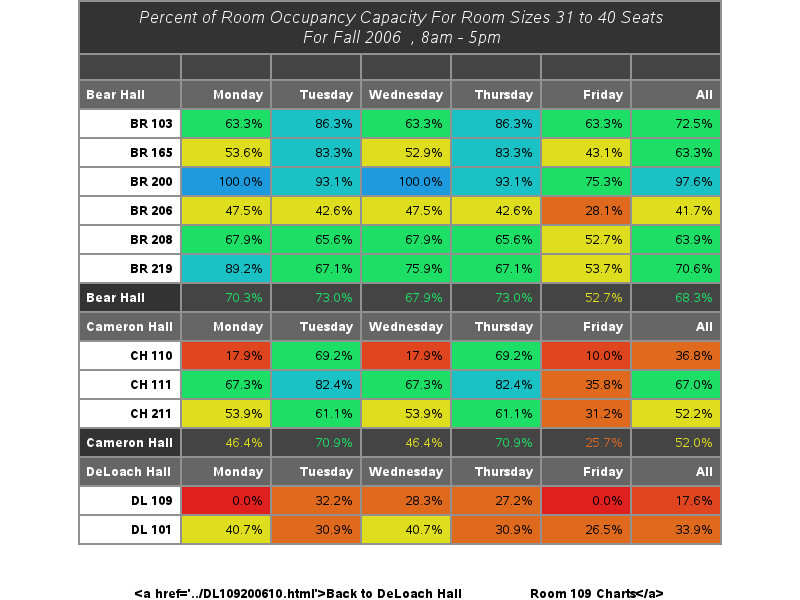 Percent of Room Occupancy Capacity For Room Sizes 31 to 40 Seats
For Fall 2006 , 8am - 5pm
Bear Hall Monday Tuesday Wednesday Thursday Friday All
BR 103 63.3% 86.3% 63.3% 86.3% 63.3% 72.5%
BR 165 53.6% 83.3% 52.9% 83.3% 43.1% 63.3%
BR 200 100.0% 93.1% 100.0% 93.1% 75.3% 97.6%
BR 206 47.5% 42.6% 47.5% 42.6% 28.1% 41.7%
BR 208 67.9% 65.6% 67.9% 65.6% 52.7% 63.9%
BR 219 89.2% 67.1% 75.9% 67.1% 53.7% 70.6%
Bear Hall 70.3% 73.0% 67.9% 73.0% 52.7% 68.3%
Cameron Hall Monday Tuesday Wednesday Thursday Friday All
CH 110 17.9% 69.2% 17.9% 69.2% 10.0% 36.8%
CH 111 67.3% 82.4% 67.3% 82.4% 35.8% 67.0%
CH 211 53.9% 61.1% 53.9% 61.1% 31.2% 52.2%
Cameron Hall 46.4% 70.9% 46.4% 70.9% 25.7% 52.0%
DeLoach Hall Monday Tuesday Wednesday Thursday Friday All
DL 109 0.0% 32.2% 28.3% 27.2% 0.0% 17.6%
DL 101 40.7% 30.9% 40.7% 30.9% 26.5% 33.9%
<a href='../DL109200610.html'>Back to DeLoach Hall Room 109 Charts</a>